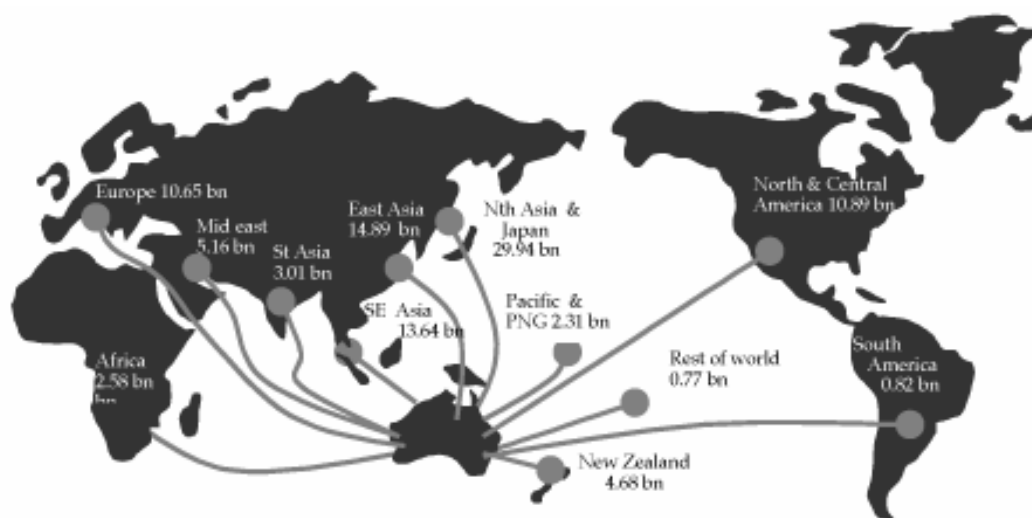 Europe 10.65 bn
Mid east
5.16 bn
St Asia
3.01 bn
East Asia
14.89 bn
Nth Asia &
Japan
29.94 bn
North & Central
America 10.89 bn
SE Asia
13.64 bn
Pacific &
PNG 2.31 bn
Africa
2.58 bn
bn
Rest of world
0.77 bn
South
America
0.82 bn
New Zealand
4.68 bn